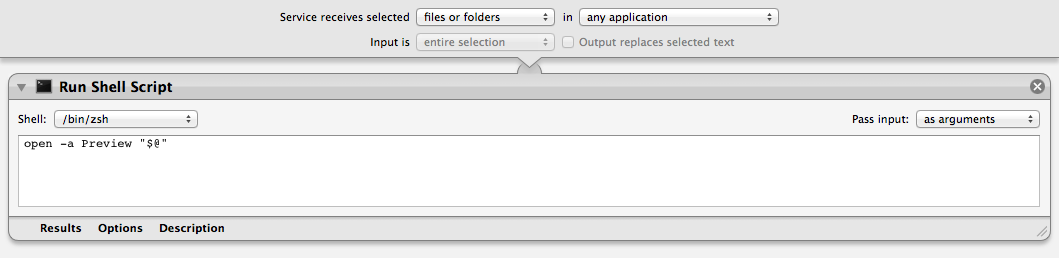 Service receives selected files or folders in any application
Input is entire selection Output replaces selected text
Run Shell Script
Shell: /bin/zsh Pass input: as arguments
open -a Preview "$@"
Results Options Description